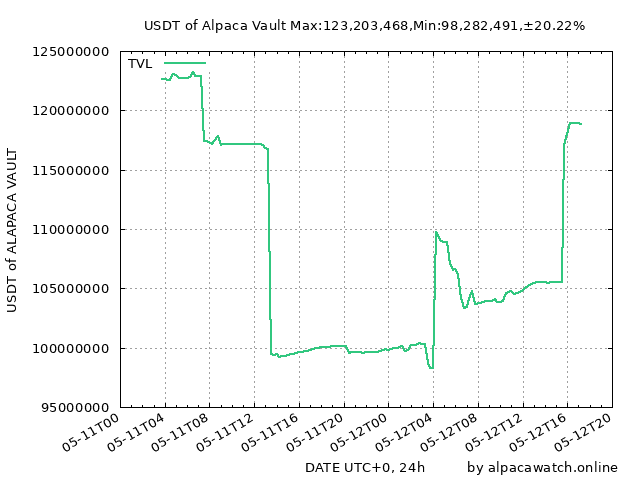 USDT of Alpaca Vault Max:123,203,468,Min:98,282,491,±20.22%
TVL
USDT of ALAPACA VAULT
125000000
120000000
115000000
110000000
105000000
100000000
95000000
05-11T00
05-11T04
05-11T08
05-11T12
05-11T16
05-11T20
05-12T00
05-12T04
05-12T08
05-12T12
05-12T16
05-12T20
DATE UTC+0, 24h
by alpacawatch.online